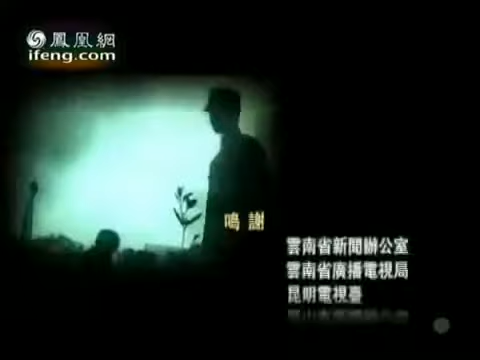 鳳凰網
ifeng.com
鳴謝
雲南省新聞辦公室
雲南省廣播電視局
昆明電視臺